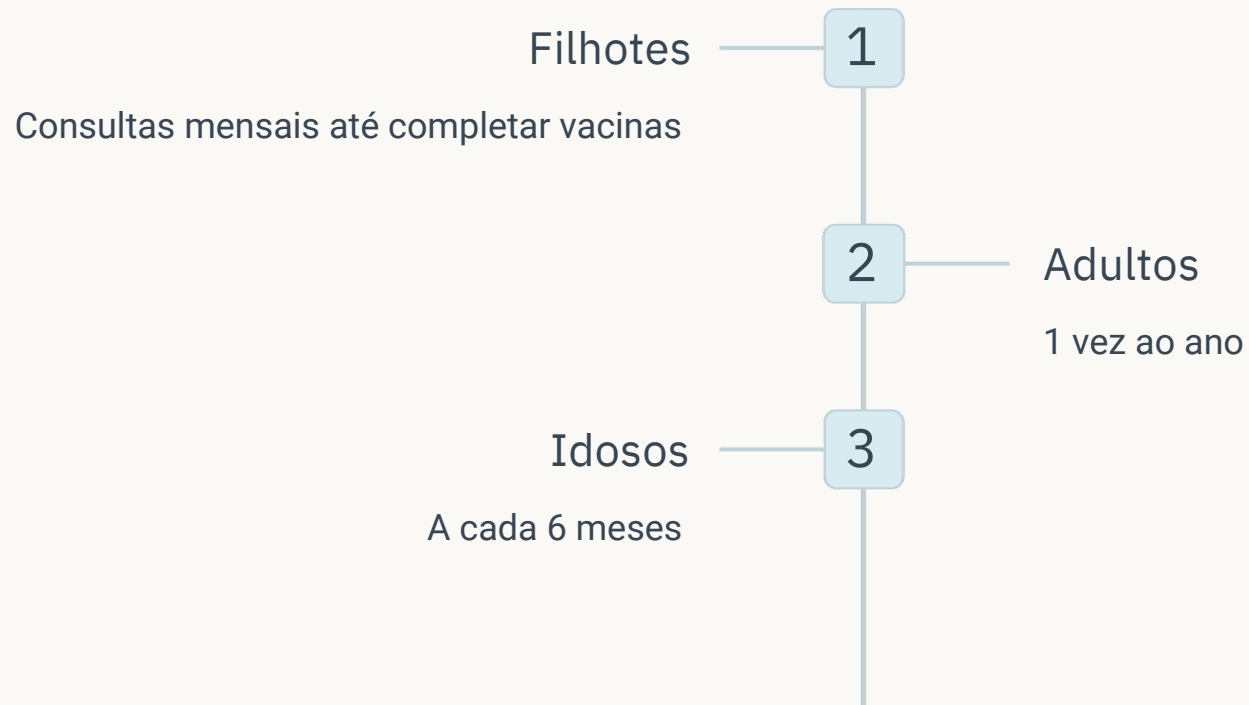 1
Filhotes
Consultas mensais até completar vacinas
2
Adultos
1 vez ao ano
3
Idosos
A cada 6 meses